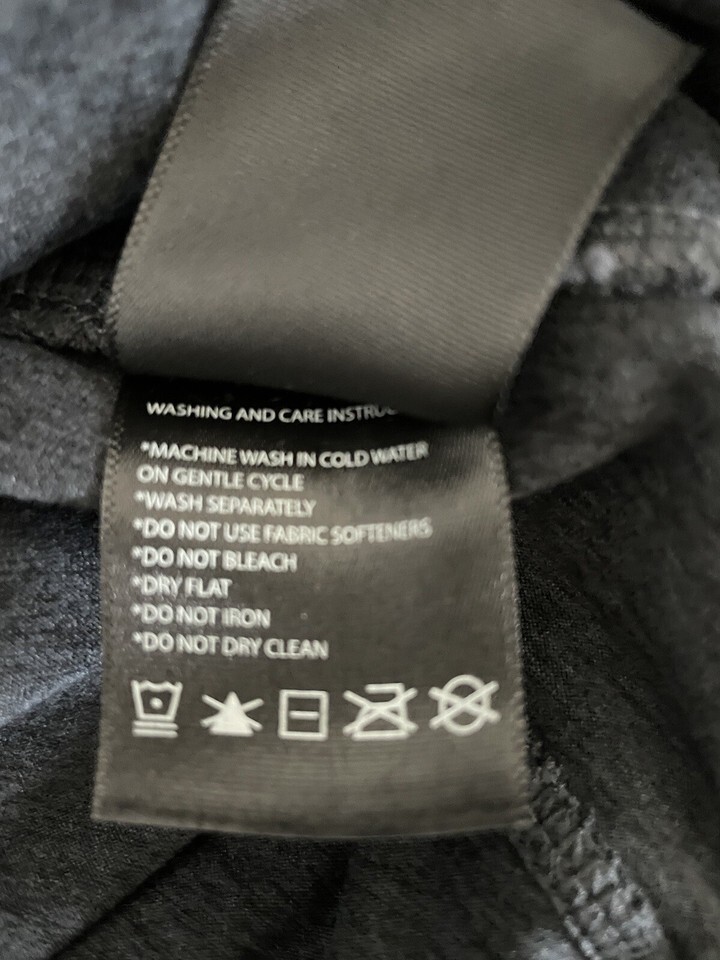 WASHING AND CARE
*MACHINE WASH IN COLD WATER
ON GENTLE CYCLE
*WASH SEPARATELY
*DO NOT USE FABRIC SOFTENERS
*DO NOT BLEACH
*DRY FLAT
*DO NOT IRON
*DO NOT DRY CLEAN